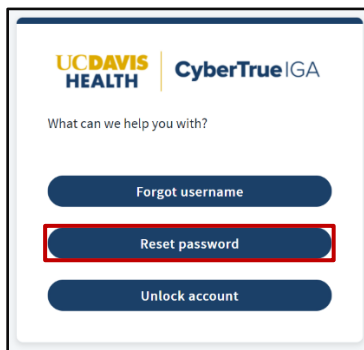 UCDAVIS
HEALTH
CyberTrue IGA
What can we help you with?
Forgot username
Reset password
Unlock account